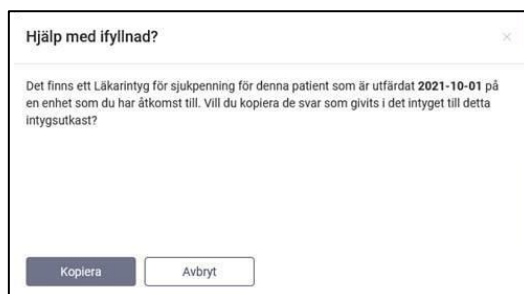 Hjälp med ifyllnad?
Det finns ett Läkarintyg för sjukpenning för denna patient som är utfärdat 2021-10-01 på
en enhet som du har åtkomst till. Vill du kopiera de svar som givits i det intyget till detta
intygsutkast?
Kopiera
Avbryt